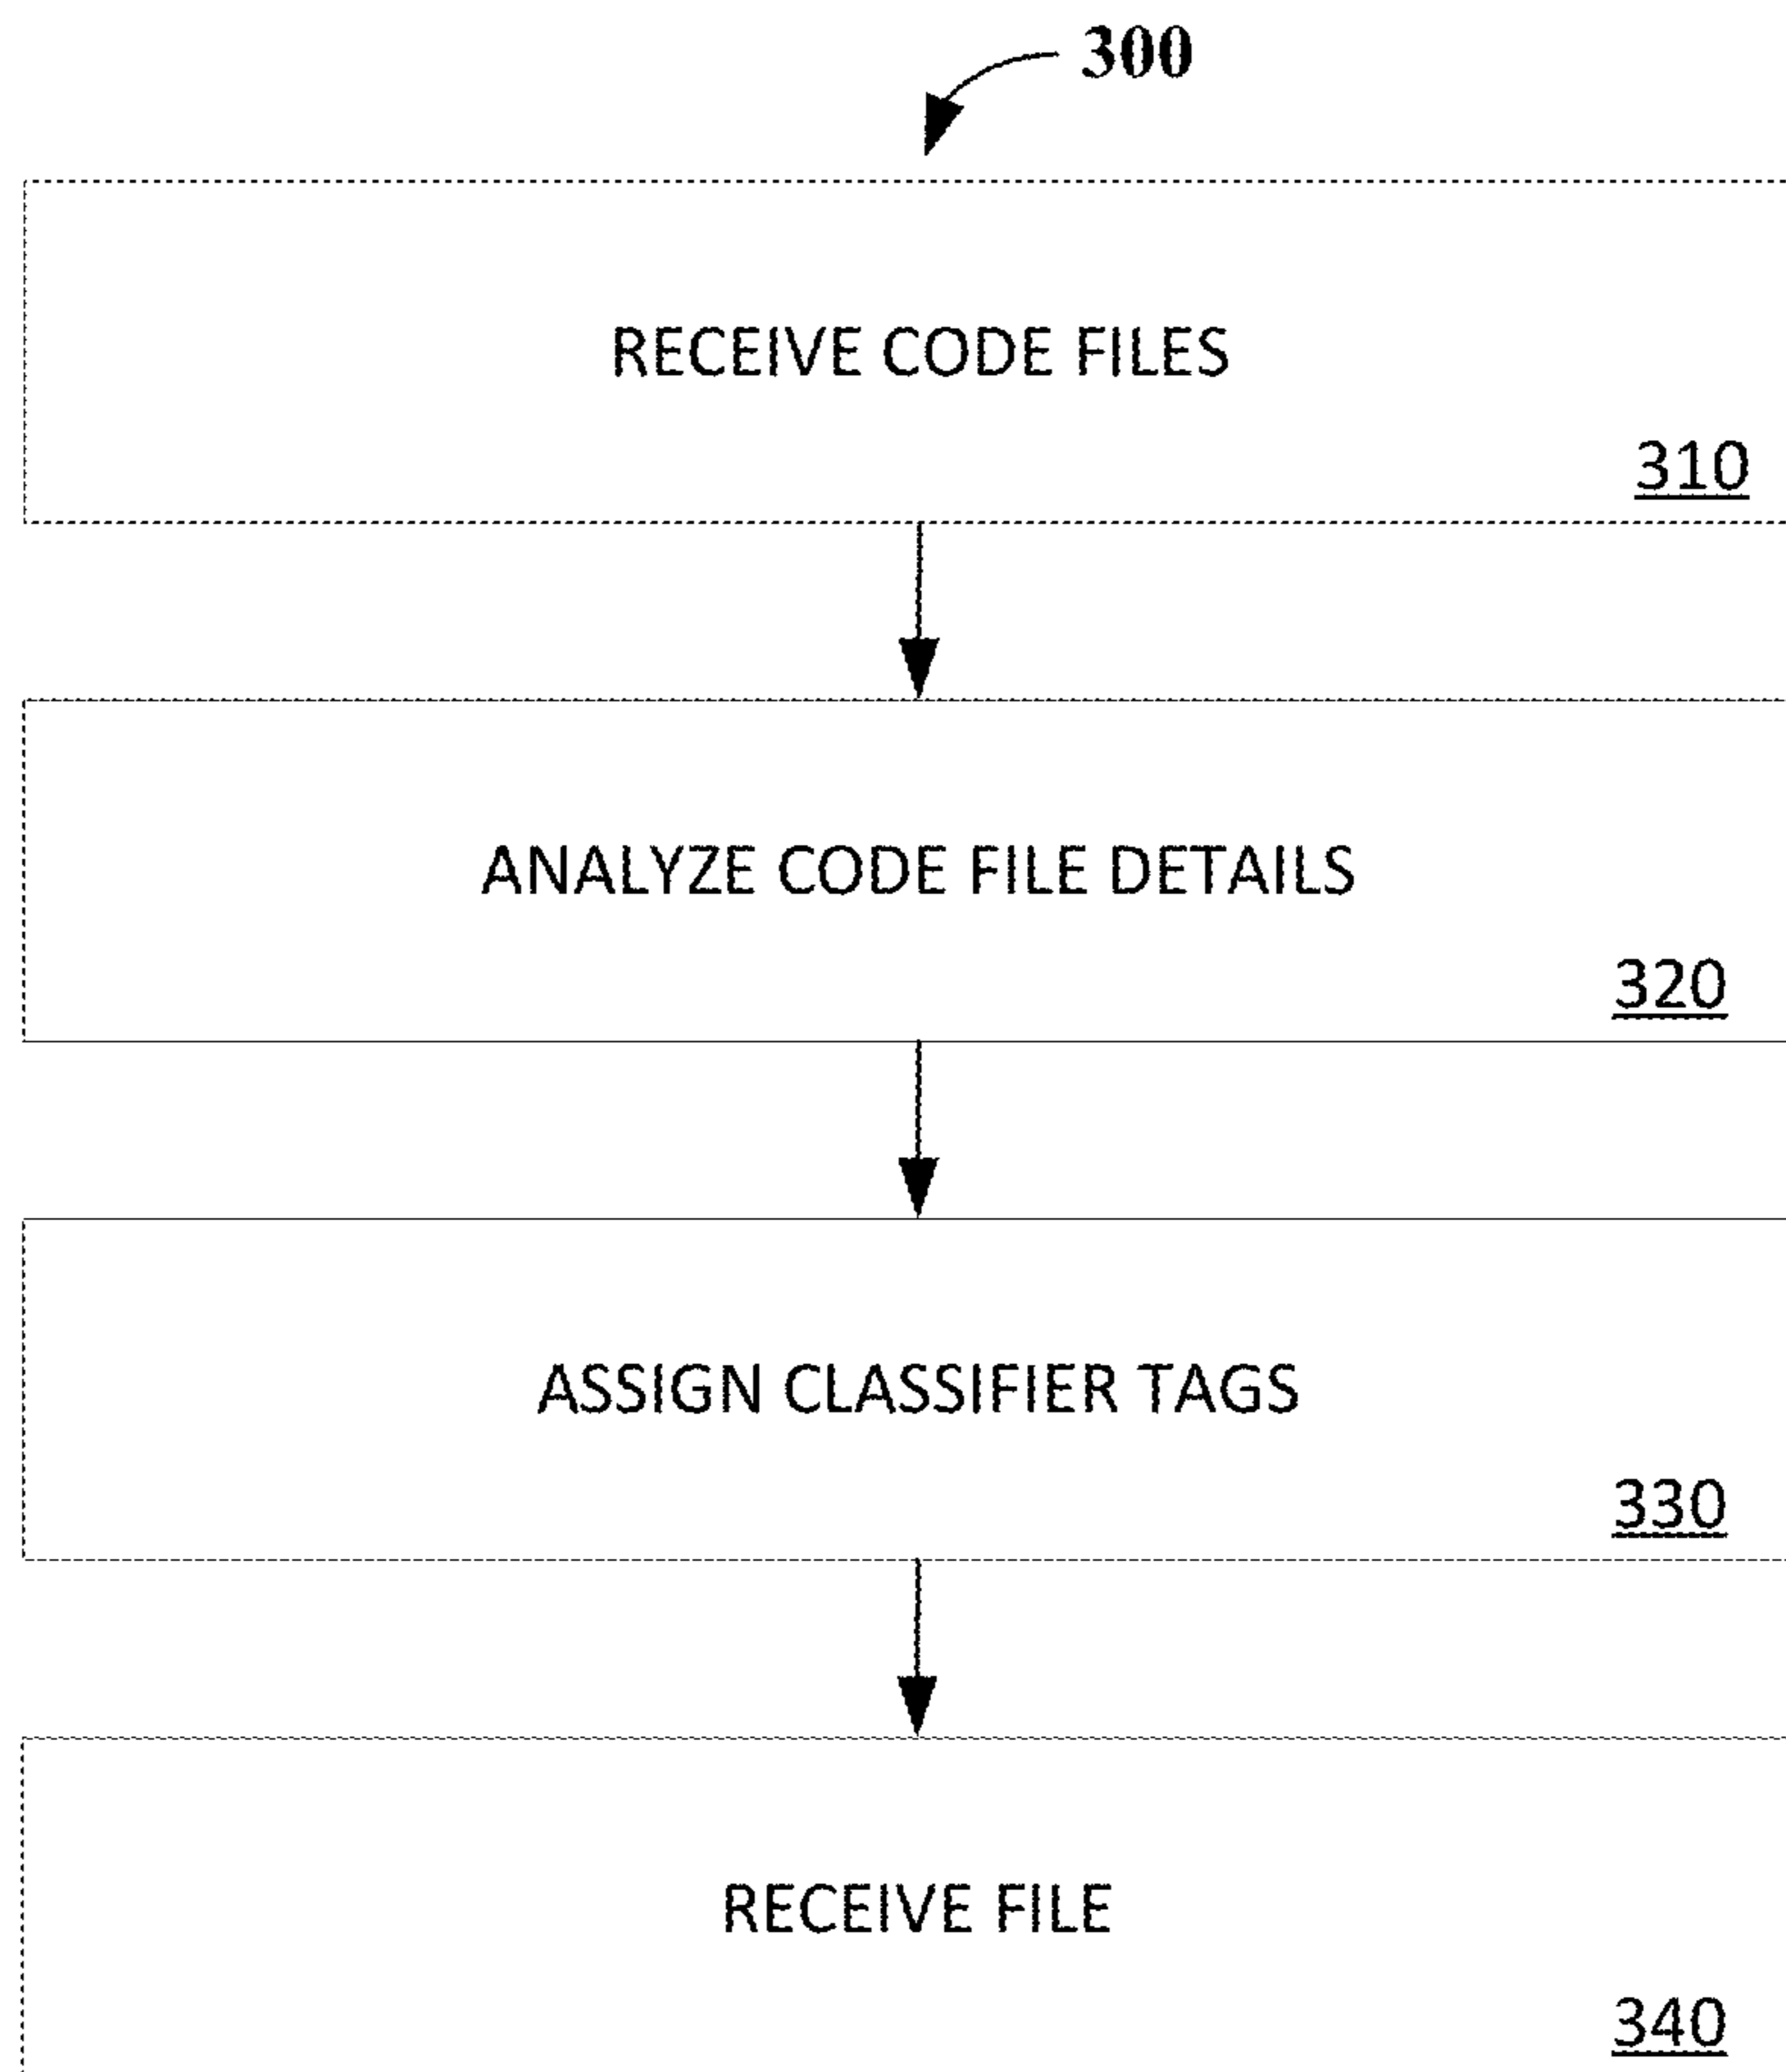 300
RECEIVE CODE FILES
310
ANALYZE CODE FILE DETAILS
320
ASSIGN CLASSIFIER TAGS
330
RECEIVE FILE
340